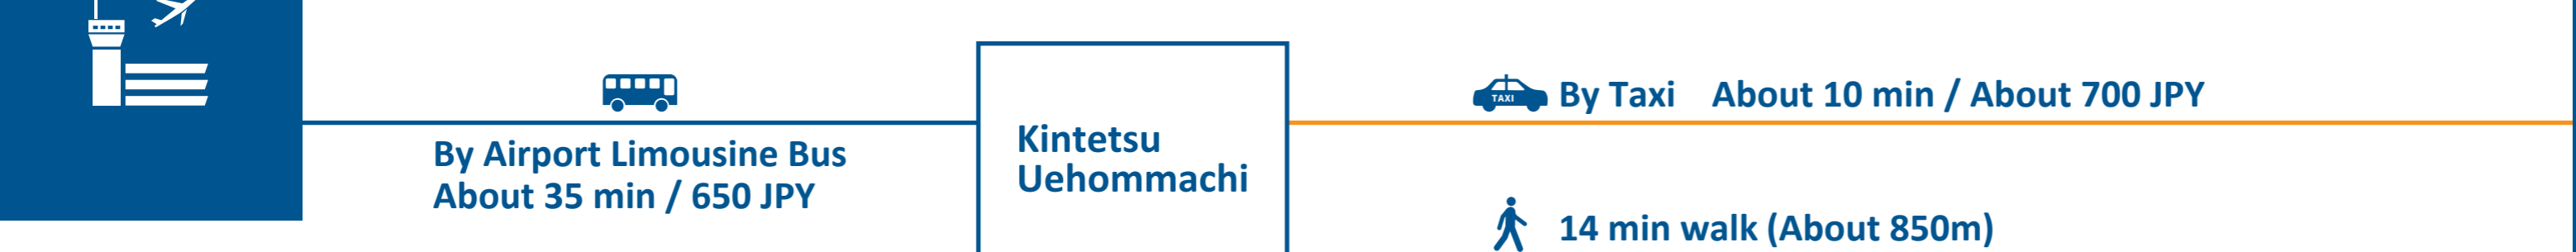 By Airport Limousine Bus
About 35 min / 650 JPY
Kintetsu
Uehommachi
TAXI
By Taxi About 10 min / About 700 JPY
14 min walk (About 850m)